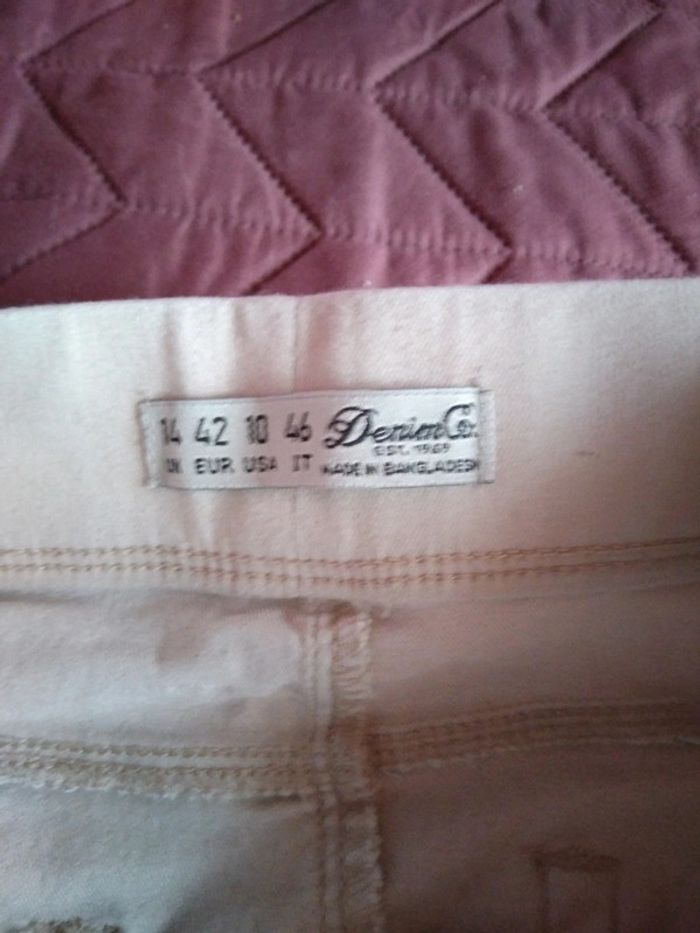 14 42 10 46 Denim Co.
EST. 1969
UK EUR USA IT MADE IN BANGLADESH